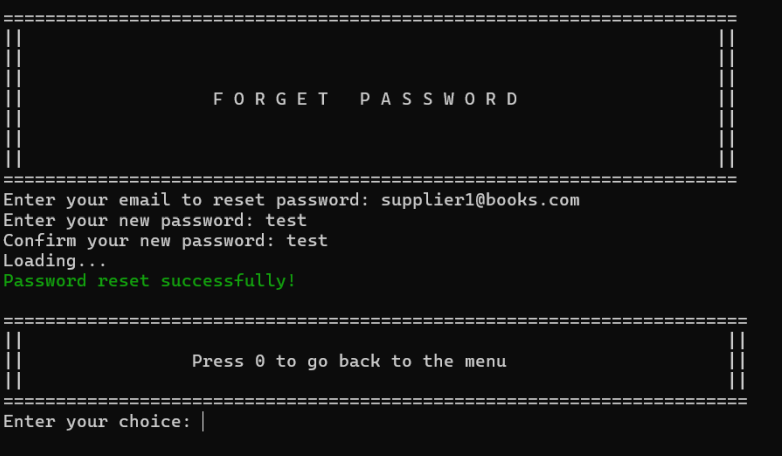 ======================================================================
||                                                                  ||
||                                                                  ||
||                                                                  ||
||                  F O R G E T   P A S S W O R D                   ||
||                                                                  ||
||                                                                  ||
||                                                                  ||
======================================================================
Enter your email to reset password: supplier1@books.com
Enter your new password: test
Confirm your new password: test
Loading...
Password reset successfully!
=======================================================================
||                                                                   ||
||                Press 0 to go back to the menu                     ||
||                                                                   ||
=======================================================================
Enter your choice: